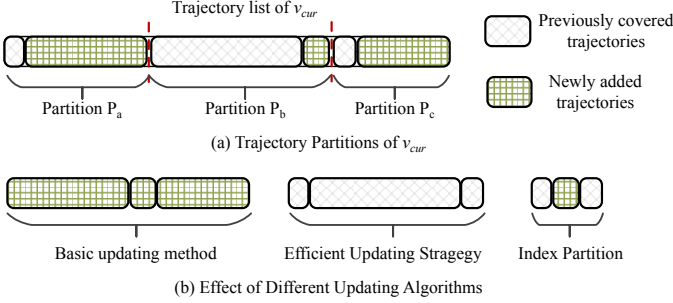 Trajectory list of v_cur
Previously covered
trajectories
Newly added
trajectories
Partition P_a
Partition P_b
Partition P_c
(a) Trajectory Partitions of v_cur
Basic updating method
Efficient Updating Stragegy
Index Partition
(b) Effect of Different Updating Algorithms